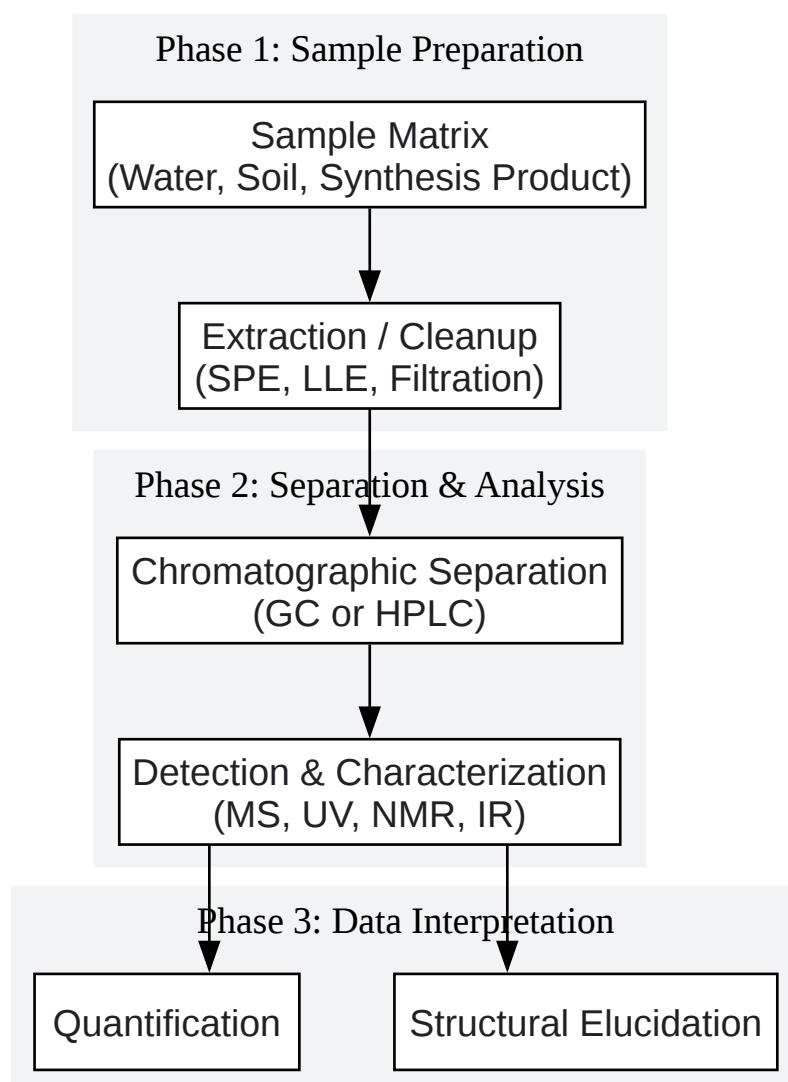 Phase 1: Sample Preparation
Sample Matrix
(Water, Soil, Synthesis Product)
Extraction / Cleanup
(SPE, LLE, Filtration)
Phase 2: Separation & Analysis
Chromatographic Separation
(GC or HPLC)
Detection & Characterization
(MS, UV, NMR, IR)
Phase 3: Data Interpretation
Quantification
Structural Elucidation